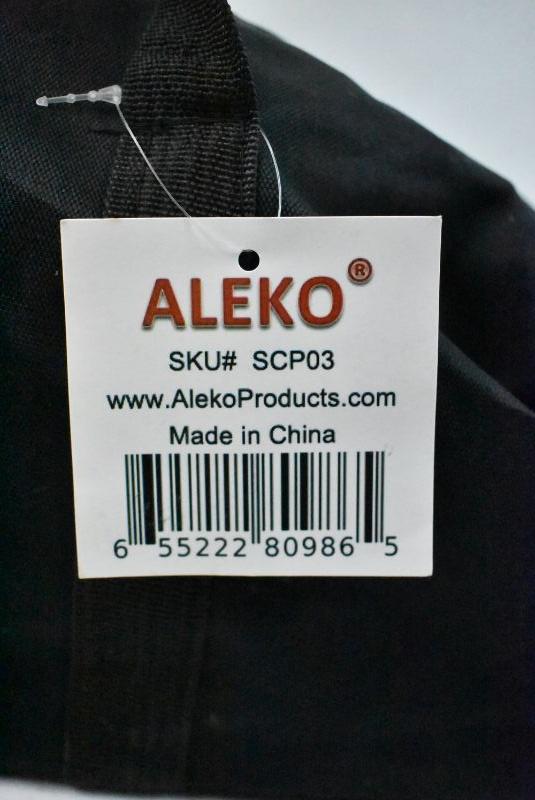 ALEKO®
SKU# SCP03
www.AlekoProducts.com
Made in China
6 55222 80986 5